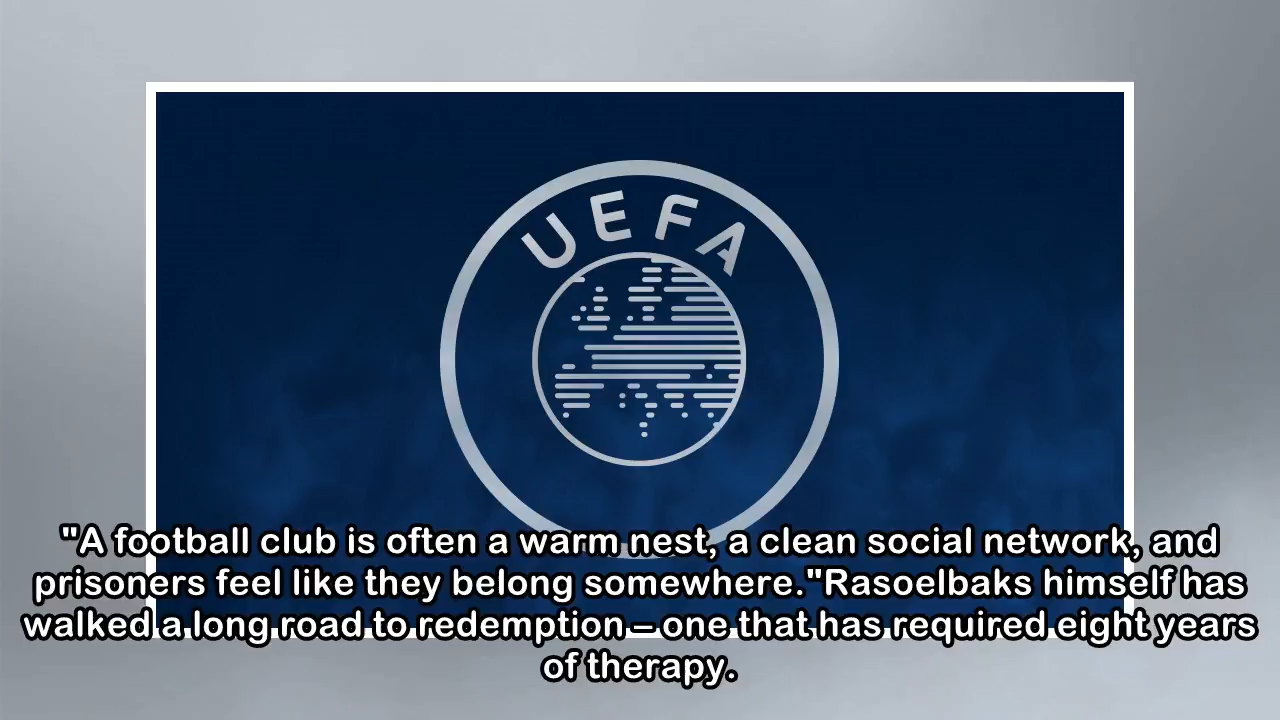 UEFA
"A football club is often a warm nest, a clean social network, and
prisoners feel like they belong somewhere."Rasoelbaks himself has
walked a long road to redemption – one that has required eight years
of therapy.